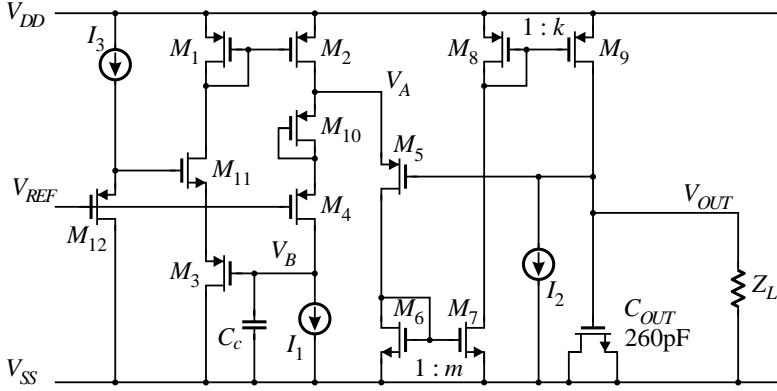 V_DD
I_3
M_1
M_2
M_8
1 : k
M_9
V_A
M_10
M_5
M_11
V_REF
M_12
M_4
V_OUT
M_3
V_B
I_2
Z_L
C_c
I_1
M_6
M_7
C_OUT
260pF
1 : m
V_SS